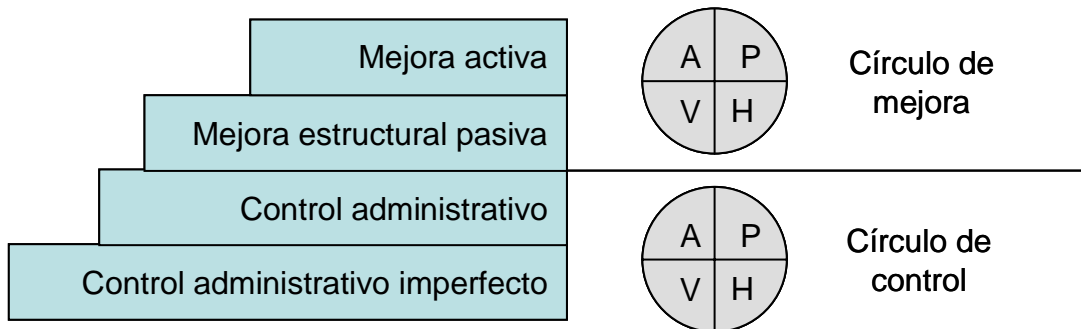 Mejora activa
Mejora estructural pasiva
Control administrativo
Control administrativo imperfecto
A P
V H
Círculo de
mejora
A P
V H
Círculo de
control